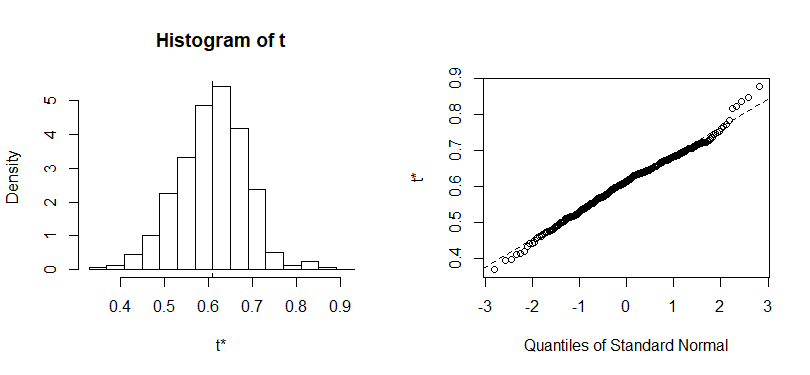 Histogram of t
Density
0 1 2 3 4 5
0.4 0.5 0.6 0.7 0.8 0.9
t*
t*
0.4 0.5 0.6 0.7 0.8 0.9
-3 -2 -1 0 1 2 3
Quantiles of Standard Normal